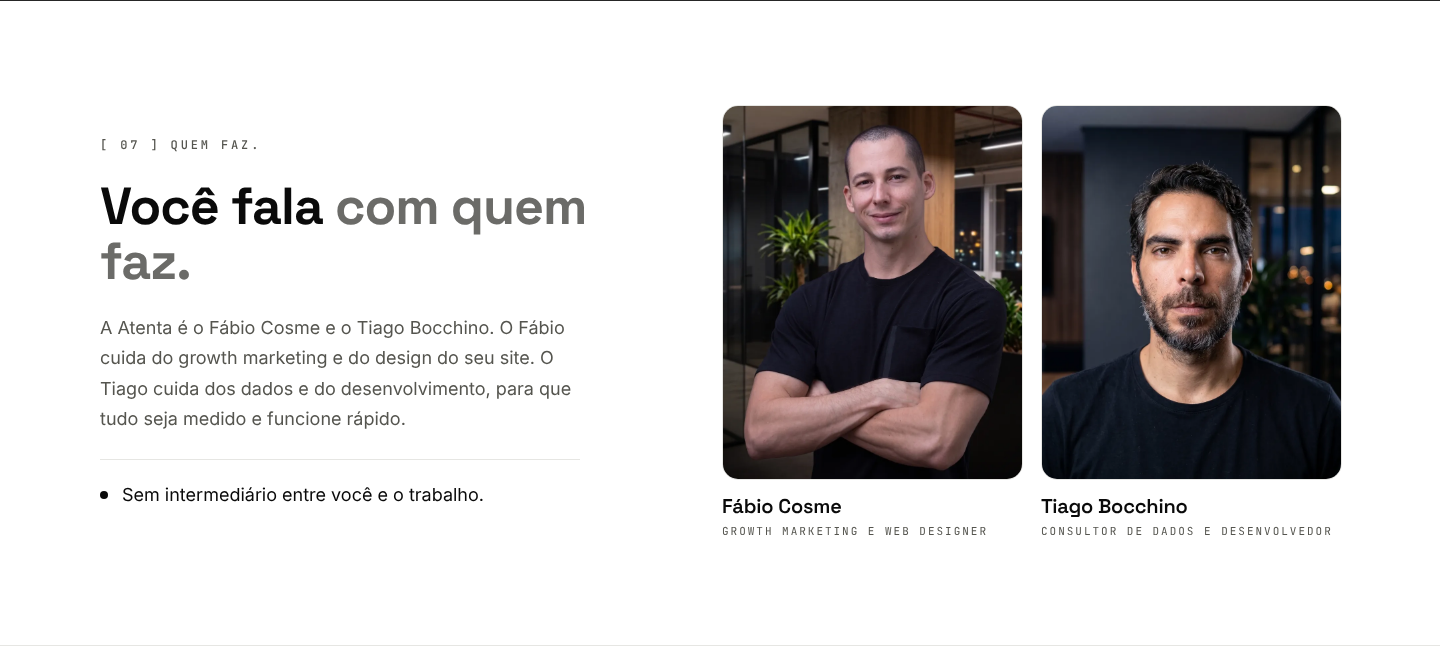 [ 07 ] QUEM FAZ.
Você fala com quem
faz.
A Atenta é o Fábio Cosme e o Tiago Bocchino. O Fábio
cuida do growth marketing e do design do seu site. O
Tiago cuida dos dados e do desenvolvimento, para que
tudo seja medido e funcione rápido.
Sem intermediário entre você e o trabalho.
Fábio Cosme
GROWTH MARKETING E WEB DESIGNER
Tiago Bocchino
CONSULTOR DE DADOS E DESENVOLVEDOR